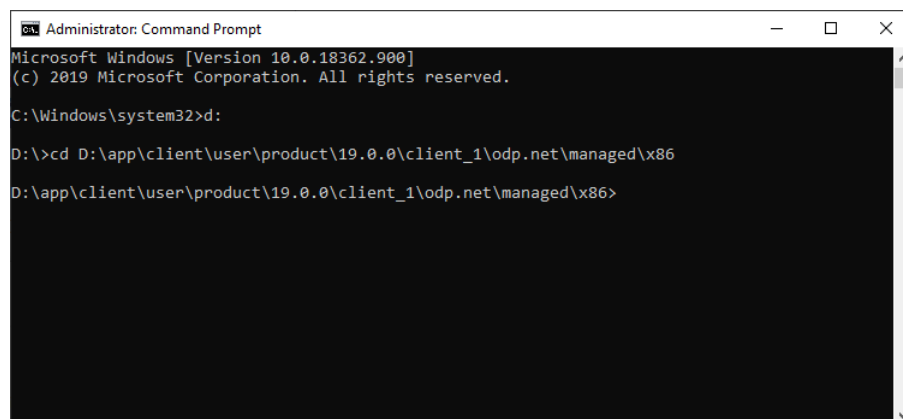 Administrator: Command Prompt
Microsoft Windows [Version 10.0.18362.900]
(c) 2019 Microsoft Corporation. All rights reserved.
C:\Windows\system32>d:
D:\>cd D:\app\client\user\product\19.0.0\client_1\odp.net\managed\x86
D:\app\client\user\product\19.0.0\client_1\odp.net\managed\x86>